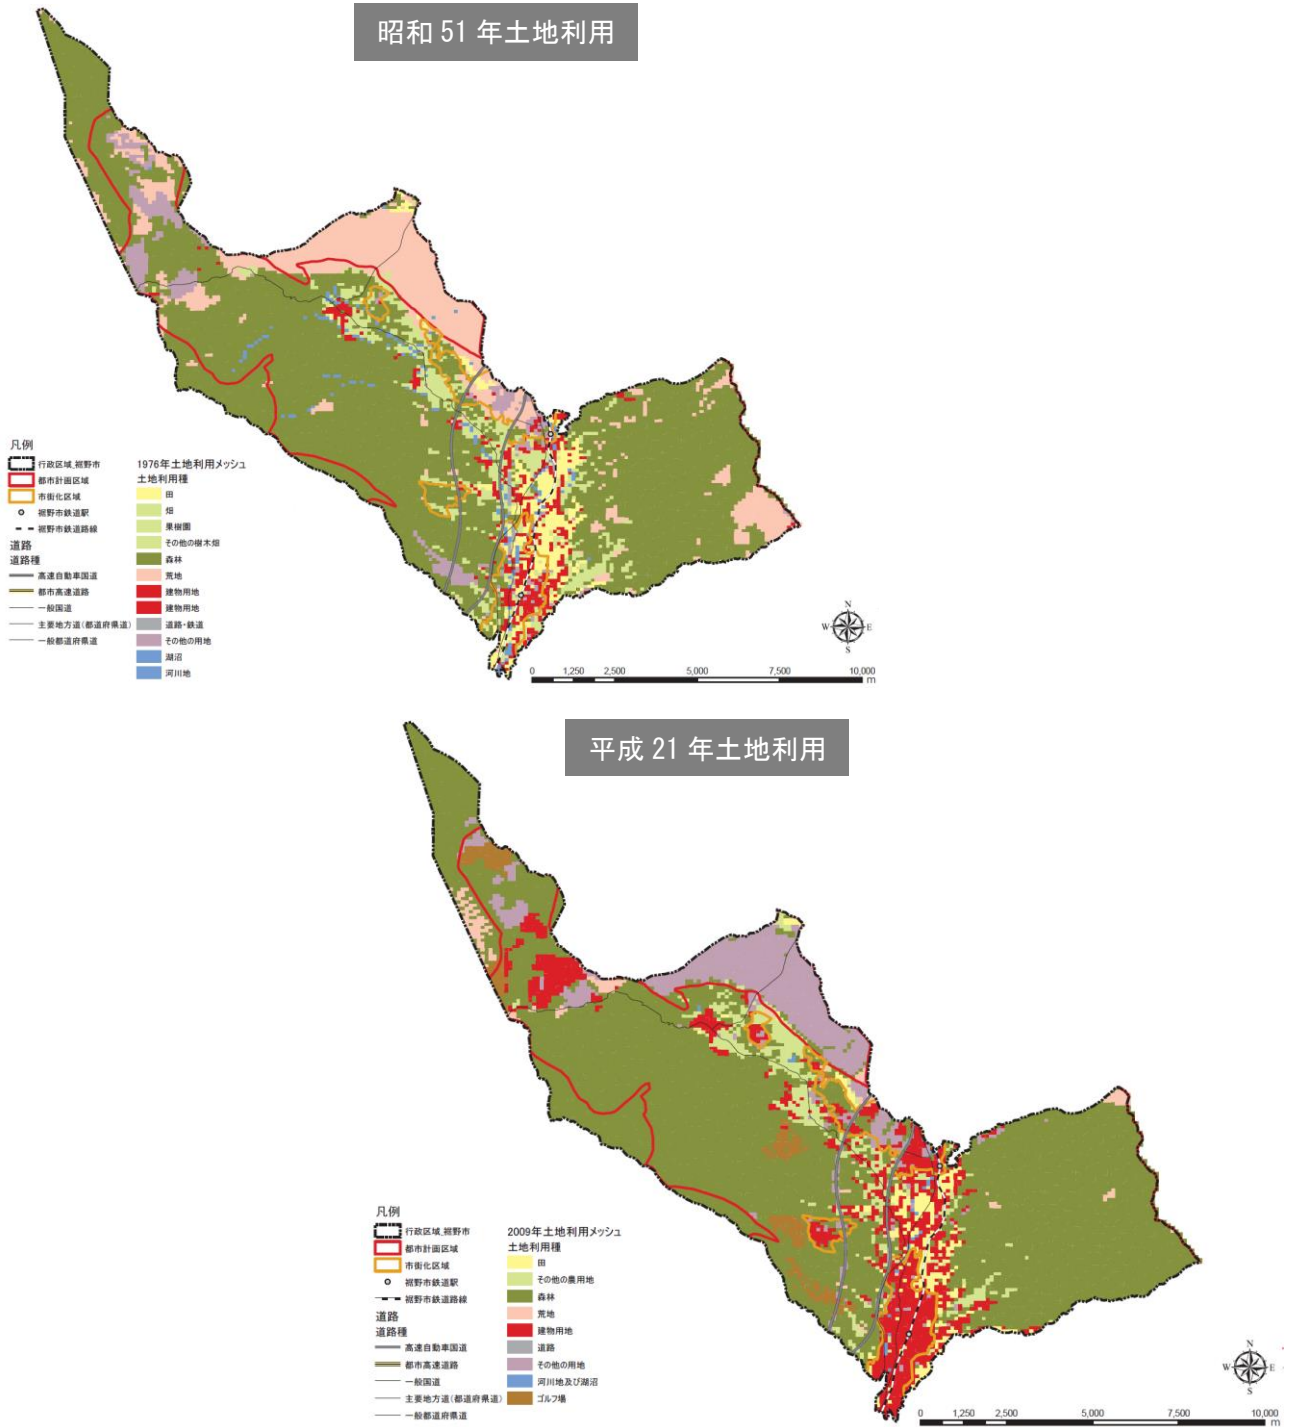 昭和 51 年土地利用
凡例
行政区域_裾野市
都市計画区域
市街化区域
裾野市鉄道駅
裾野市鉄道路線
道路
道路種
高速自動車国道
都市高速道路
一般国道
主要地方道(都道府県道)
一般都道府県道
1976年土地利用メッシュ
土地利用種
田
畑
果樹園
その他の樹木畑
森林
荒地
建物用地
建物用地
道路・鉄道
その他の用地
湖沼
河川地
N
W E
S
0 1,250 2,500 5,000 7,500 10,000
m
平成 21 年土地利用
凡例
行政区域_裾野市
都市計画区域
市街化区域
裾野市鉄道駅
裾野市鉄道路線
道路
道路種
高速自動車国道
都市高速道路
一般国道
主要地方道(都道府県道)
一般都道府県道
2009年土地利用メッシュ
土地利用種
田
その他の農用地
森林
荒地
建物用地
道路
その他の用地
河川地及び湖沼
ゴルフ場
N
W E
S
0 1,250 2,500 5,000 7,500 10,000
m